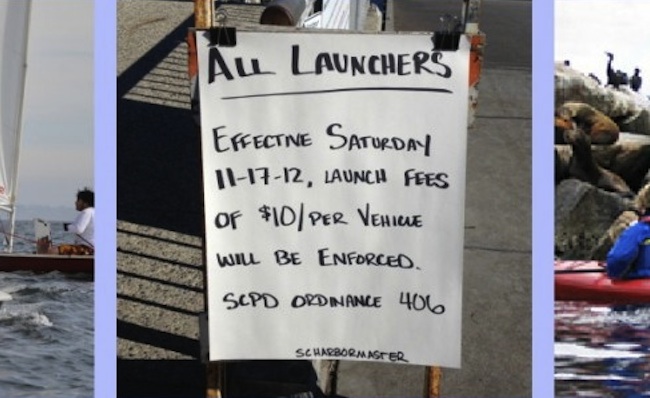 ALL LAUNCHERS
EFFECTIVE SATURDAY
11-17-12, LAUNCH FEES
OF $10/PER VEHICLE
WILL BE ENFORCED.
SCPD ORDINANCE 406
SCHARBORMASTER